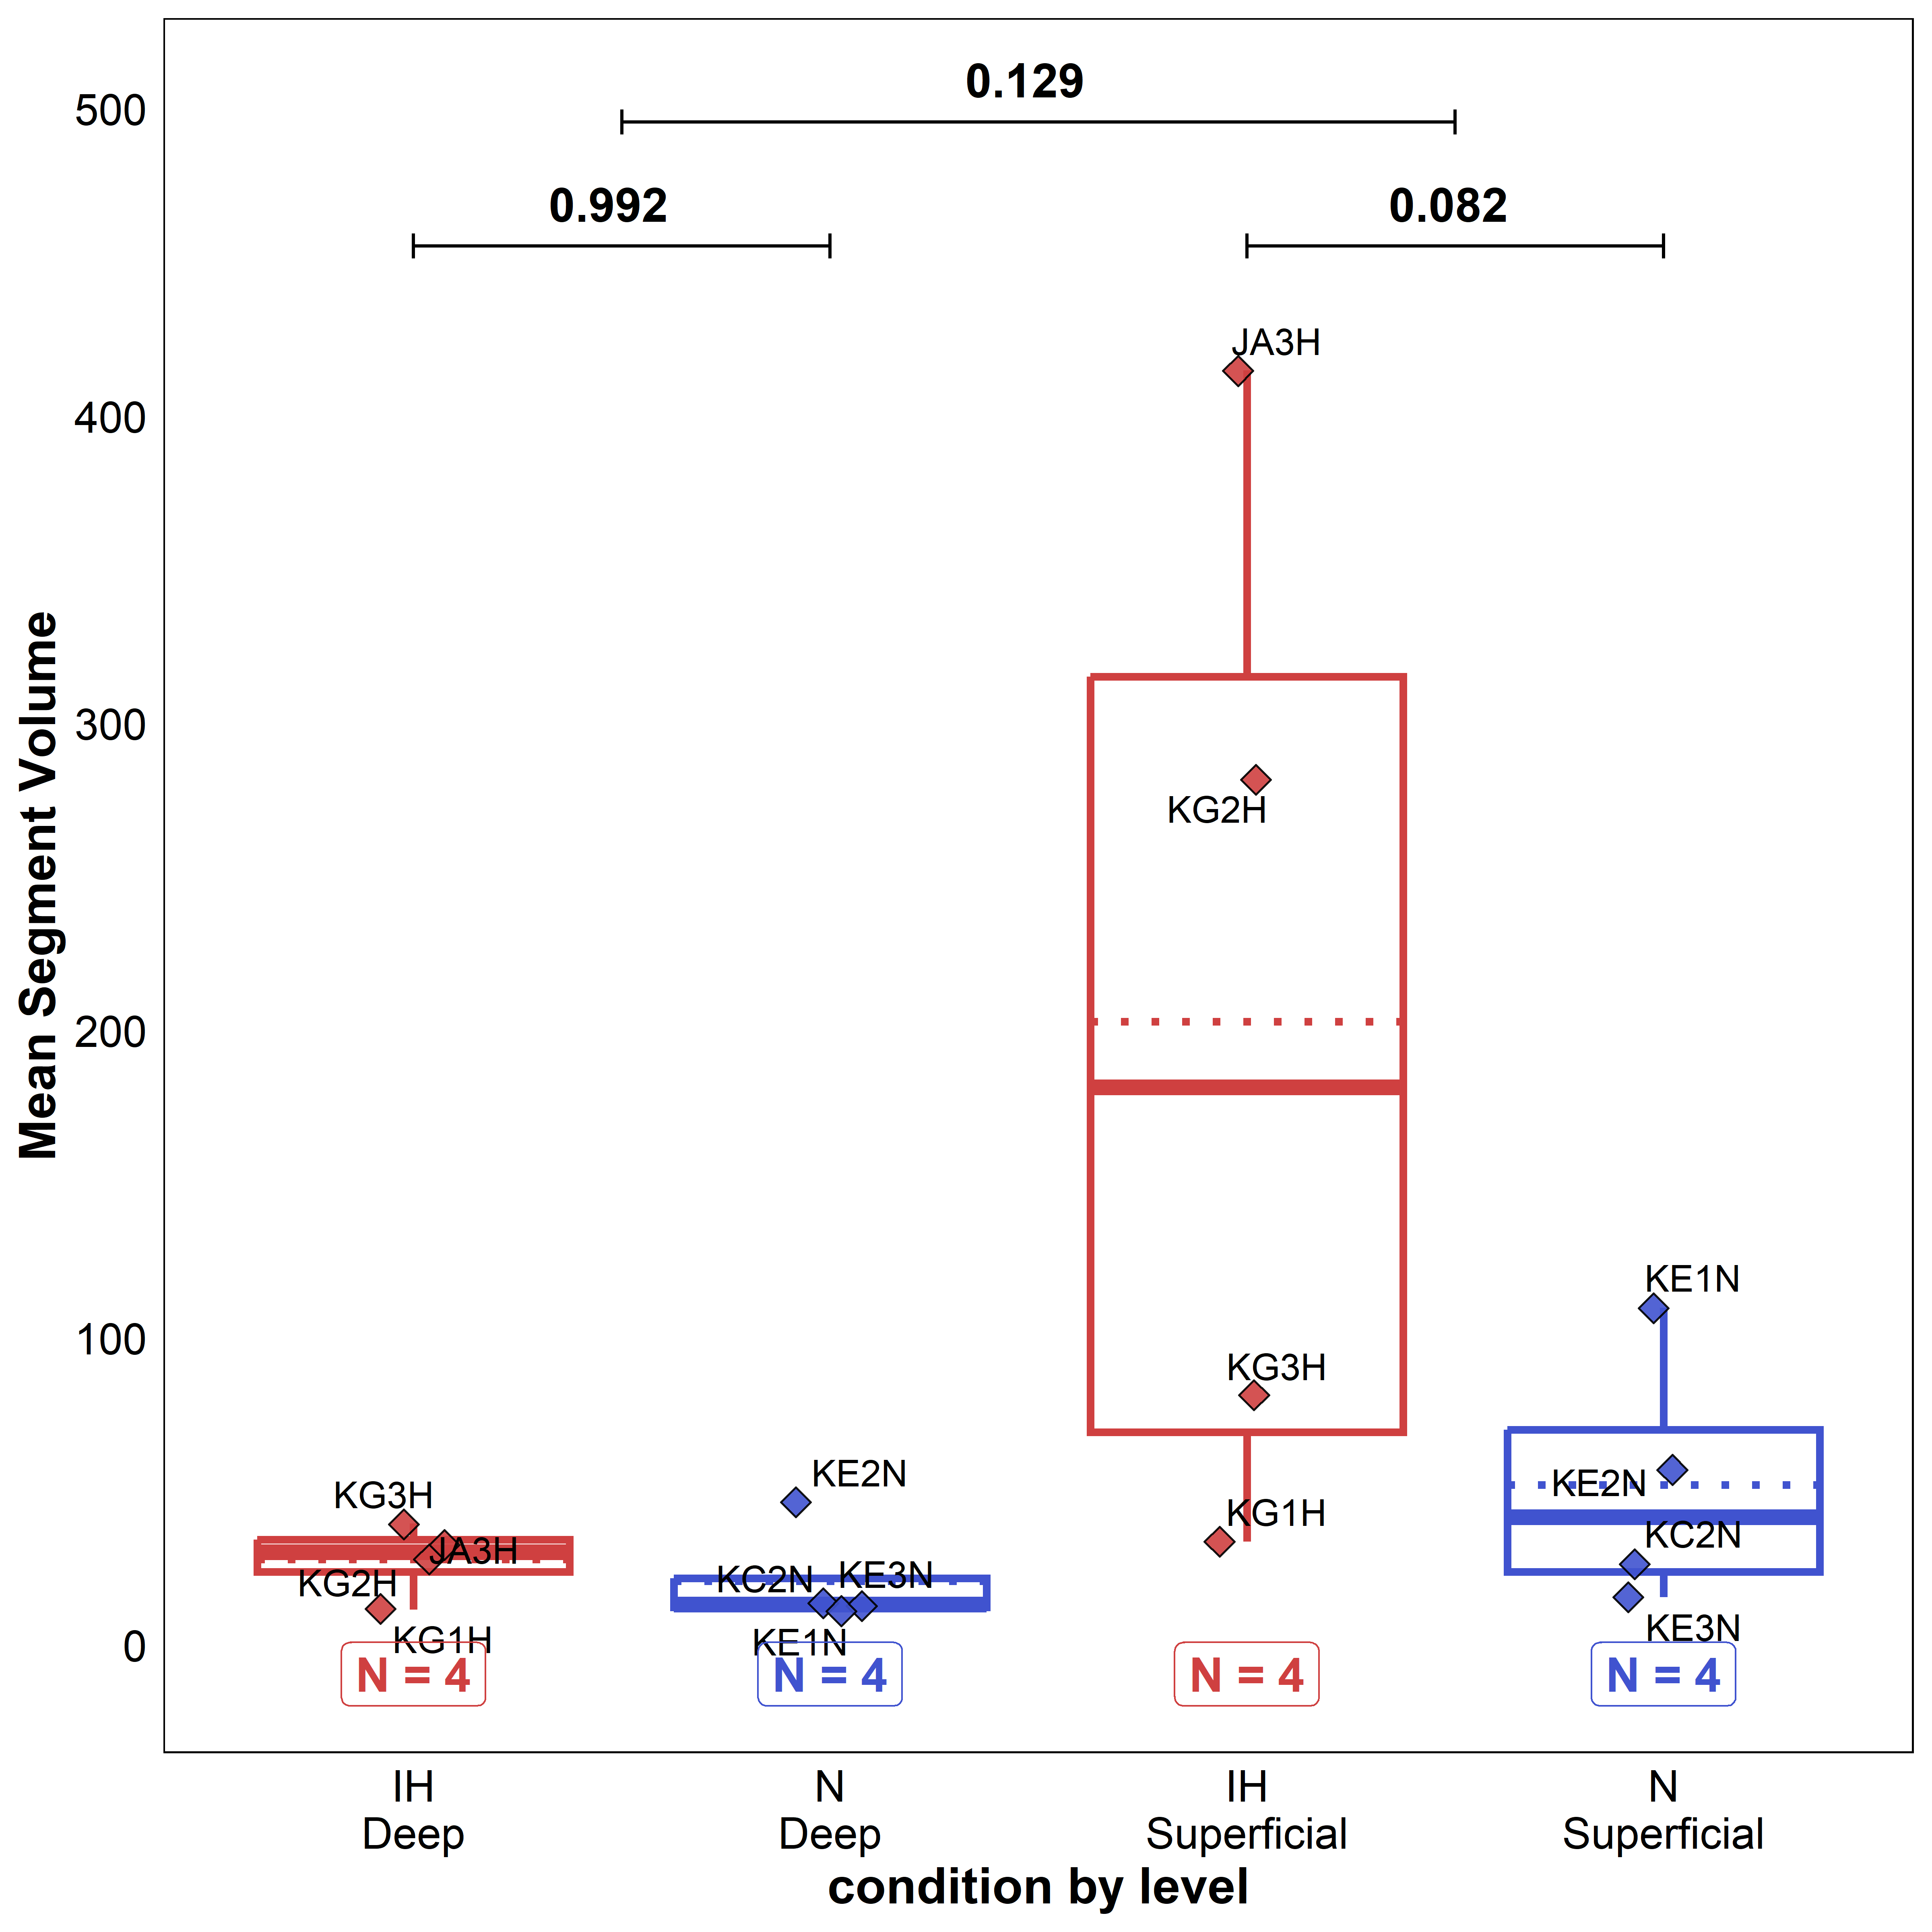 0.129
0.992
0.082
500
400
300
200
100
0
Mean Segment Volume
JA3H
KG2H
KG3H
KG1H
KE1N
KE2N
KC2N
KE3N
KG3H
JA3H
KG2H
KG1H
KE2N
KC2N
KE3N
KE1N
N = 4
N = 4
N = 4
N = 4
IH
Deep
N
Deep
IH
Superficial
N
Superficial
condition by level